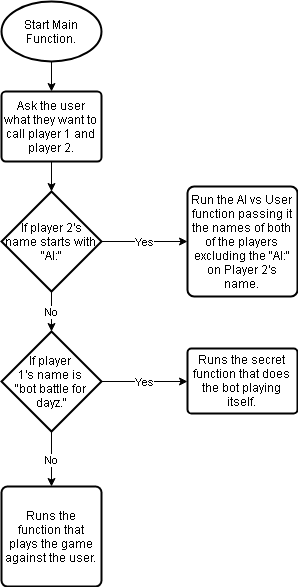 Start Main
Function.
Ask the user
what they want to
call player 1 and
player 2.
If player 2's
name starts with
"AI:"
Yes
Run the AI vs User
function passing it
the names of both
of the players
excluding the "AI:"
on Player 2's
name.
No
If player
1's name is
"bot battle for
dayz."
Yes
Runs the secret
function that does
the bot playing
itself.
No
Runs the
function that
plays the game
against the user.